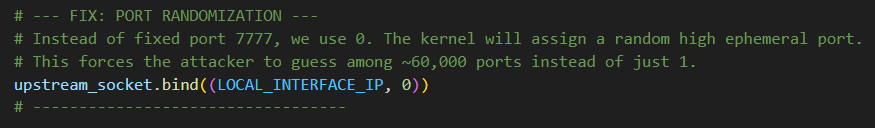 # --- FIX: PORT RANDOMIZATION ---
# Instead of fixed port 7777, we use 0. The kernel will assign a random high ephemeral port.
# This forces the attacker to guess among ~60,000 ports instead of just 1.
upstream_socket.bind((LOCAL_INTERFACE_IP, 0))
# ----------------------------------